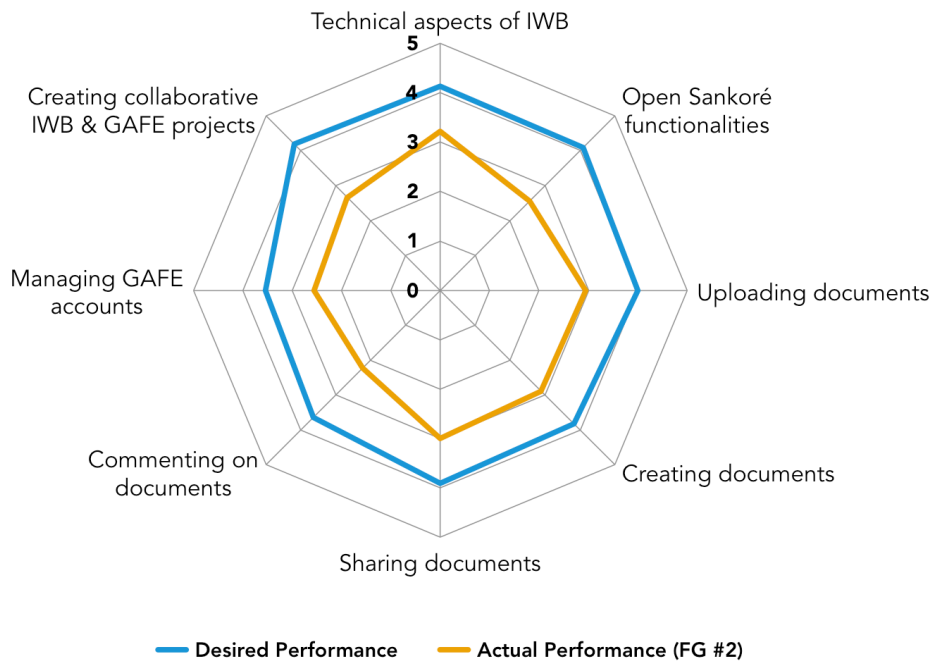 Technical aspects of IWB
5
Creating collaborative
IWB & GAFE projects
Open Sankoré
functionalities
4
3
2
1
0
Managing GAFE
accounts
Uploading documents
Commenting on
documents
Creating documents
Sharing documents
Desired Performance
Actual Performance (FG #2)